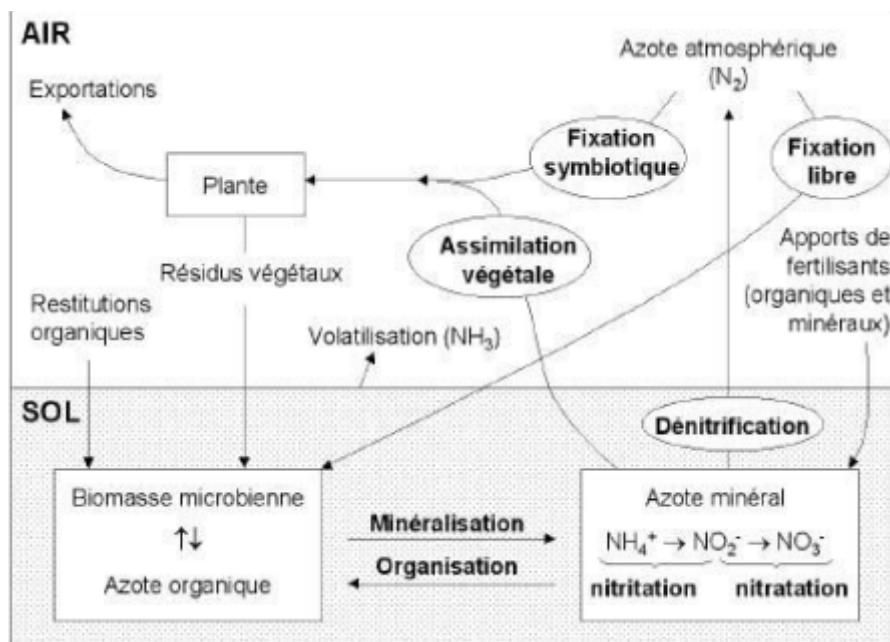 AIR
Azote atmosphérique
(N₂)
Exportations
Fixation
symbiotique
Fixation
libre
Plante
Assimilation
végétale
Apports de
fertilisants
(organiques et
minéraux)
Résidus végétaux
Restitutions
organiques
Volatilisation (NH₃)
SOL
Dénitrification
Biomasse microbienne
↑↓
Azote organique
Minéralisation
Organisation
Azote minéral
NH₄⁺ → NO₂⁻ → NO₃⁻
nitritation nitratation